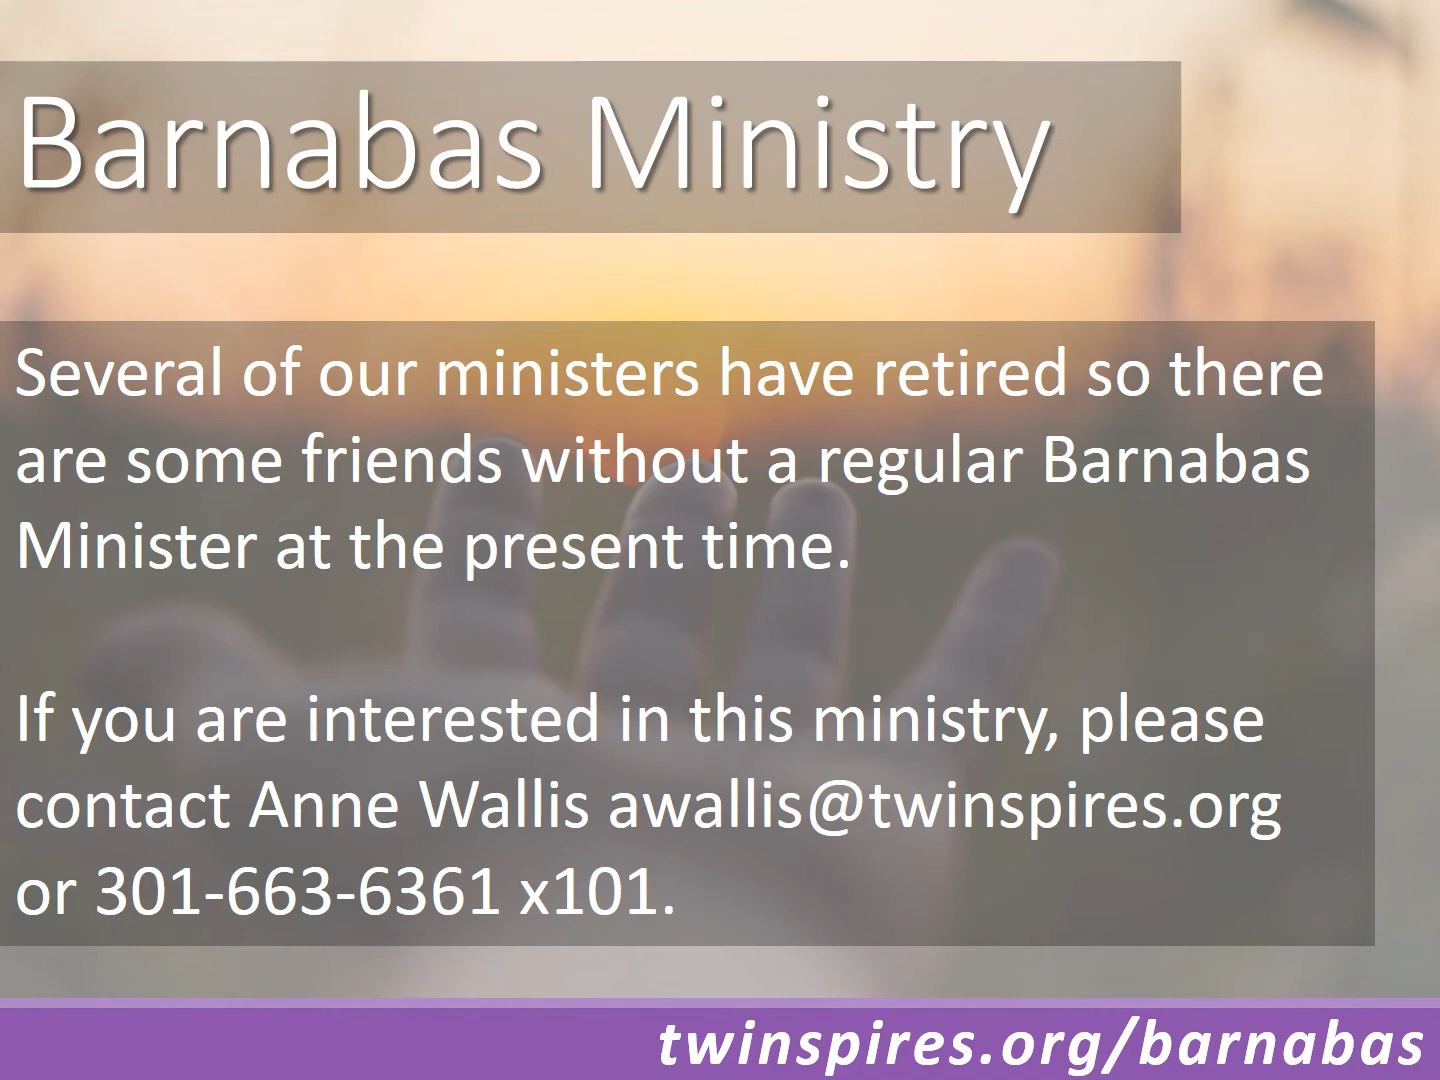 Barnabas Ministry
Several of our ministers have retired so there
are some friends without a regular Barnabas
Minister at the present time.
If you are interested in this ministry, please
contact Anne Wallis awallis@twinspires.org
or 301-663-6361 x101.
twinspires.org/barnabas